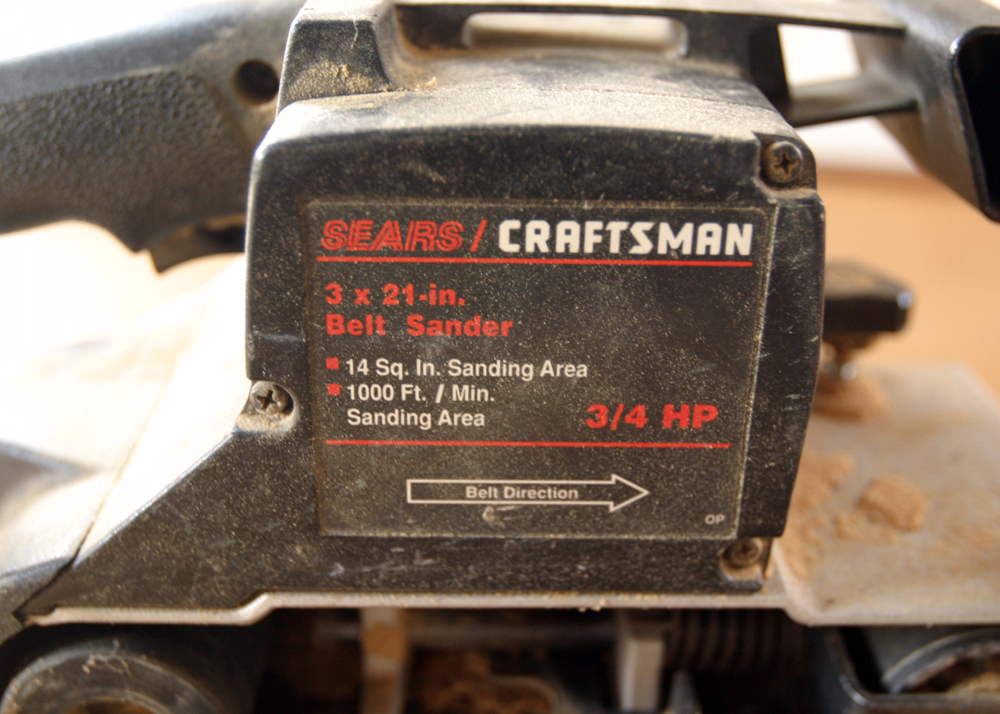 SEARS / CRAFTSMAN
3 x 21-in.
Belt Sander
14 Sq. In. Sanding Area
1000 Ft. / Min.
Sanding Area
3/4 HP
Belt Direction
OP